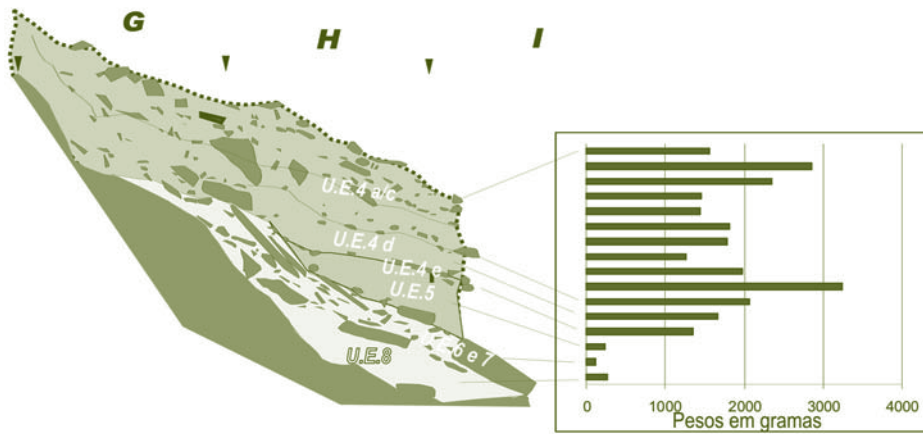 G H I
U.E.4 a/c
U.E.4 d
U.E.4 e
U.E.5
U.E.6 e 7
U.E.8
0 1000 2000 3000 4000
Pesos em gramas